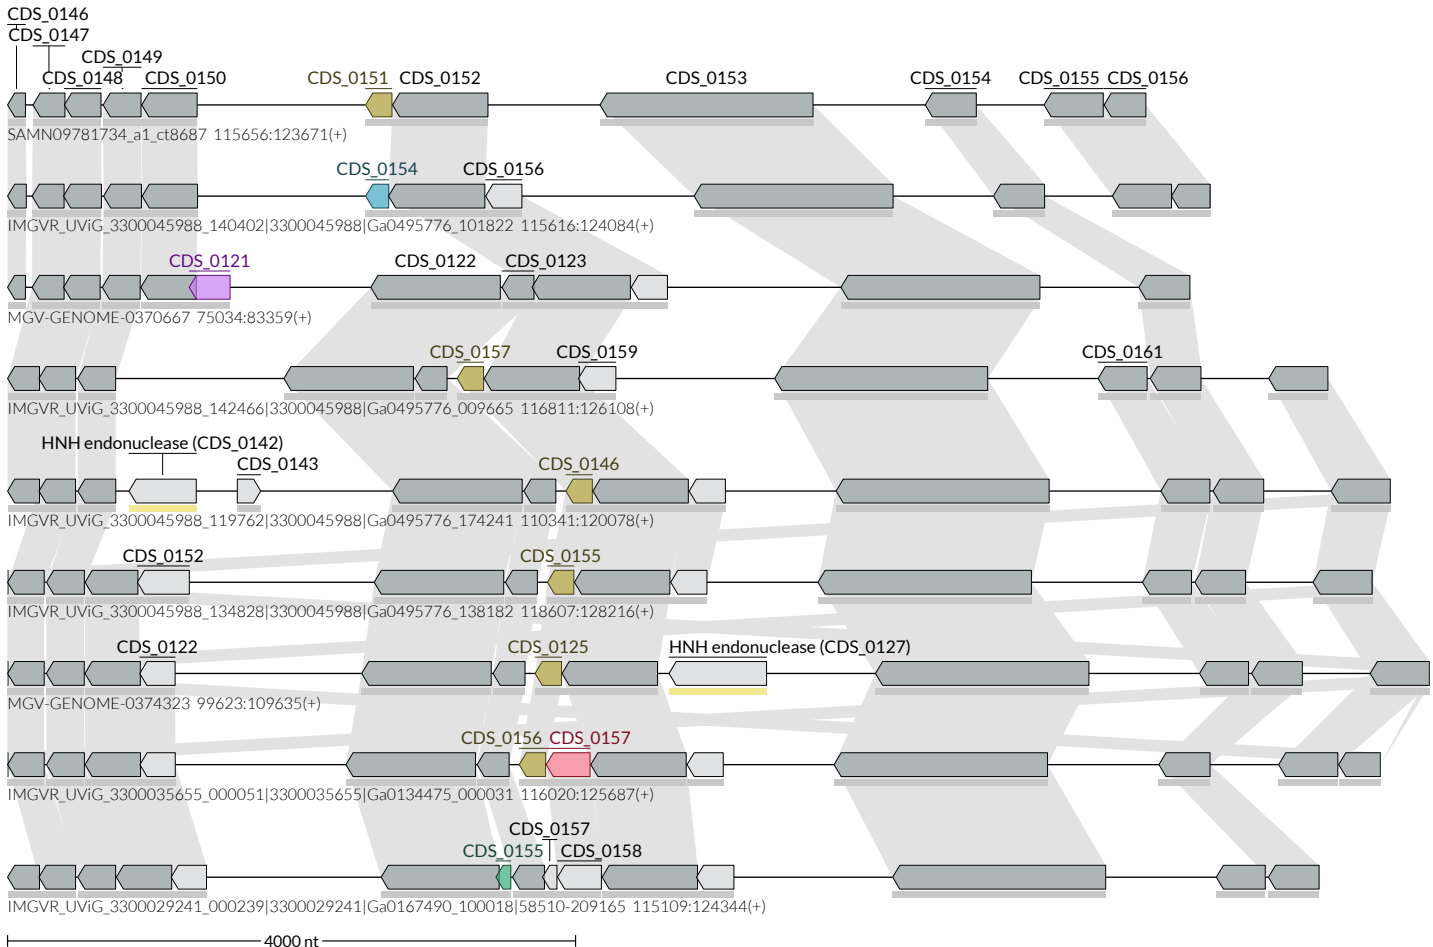 CDS_0146
CDS_0147
CDS_0149
CDS_0148 CDS_0150 CDS_0151 CDS_0152 CDS_0153 CDS_0154 CDS_0155 CDS_0156
SAMN09781734_a1_ct8687 115656:123671(+)
CDS_0154 CDS_0156
IMGVR_UViG_3300045988_140402|3300045988|Ga0495776_101822 115616:124084(+)
CDS_0121 CDS_0122 CDS_0123
MGV-GENOME-0370667 75034:83359(+)
CDS_0157 CDS_0159 CDS_0161
IMGVR_UViG_3300045988_142466|3300045988|Ga0495776_009665 116811:126108(+)
HNH endonuclease (CDS_0142)
CDS_0143 CDS_0146
IMGVR_UViG_3300045988_119762|3300045988|Ga0495776_174241 110341:120078(+)
CDS_0152 CDS_0155
IMGVR_UViG_3300045988_134828|3300045988|Ga0495776_138182 118607:128216(+)
CDS_0122 CDS_0125 HNH endonuclease (CDS_0127)
MGV-GENOME-0374323 99623:109635(+)
CDS_0156 CDS_0157
IMGVR_UViG_3300035655_000051|3300035655|Ga0134475_000031 116020:125687(+)
CDS_0157
CDS_0155 CDS_0158
IMGVR_UViG_3300029241_000239|3300029241|Ga0167490_100018|58510-209165 115109:124344(+)
4000 nt